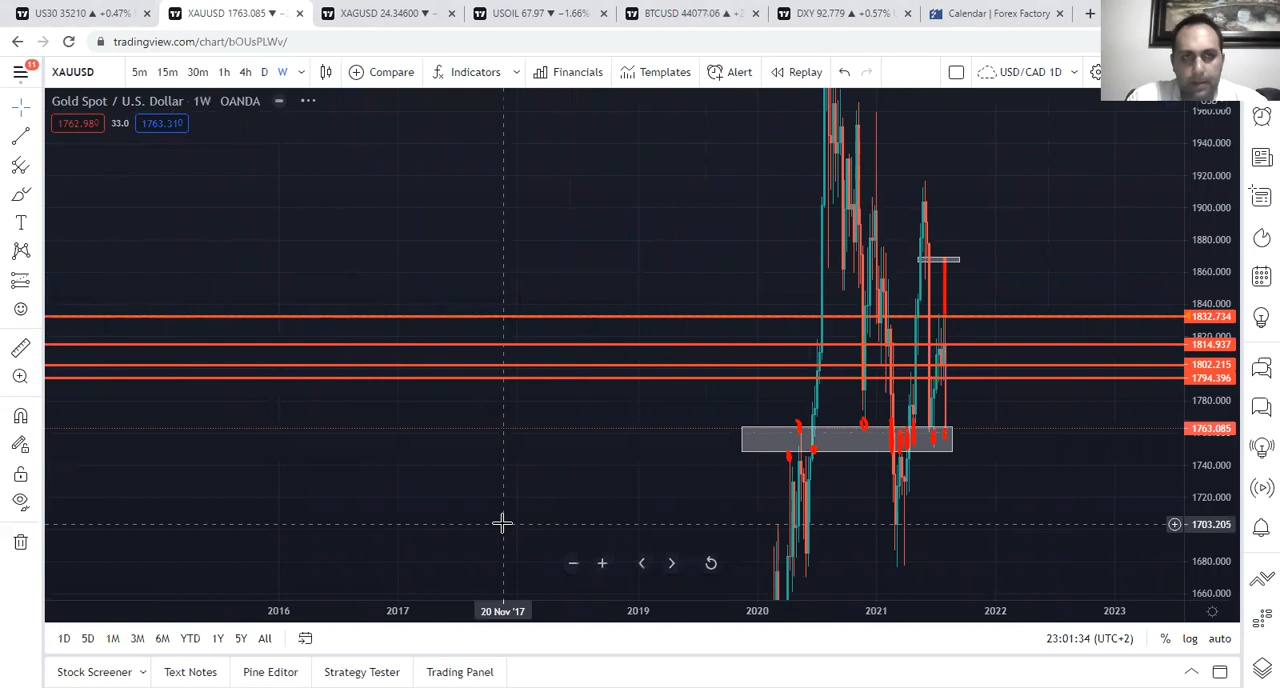 US30 35210 ▲ +0.47%
XAUUSD 1763.085 ▼ −
XAGUSD 24.34600 ▼ −
USOIL 67.97 ▼ −1.66%
BTCUSD 44077.06 ▲ +
DXY 92.779 ▲ +0.57%
Calendar | Forex Factory
tradingview.com/chart/bOUsPLWv/
11
XAUUSD 5m 15m 30m 1h 4h D W Compare Indicators Financials Templates Alert Replay USD/CAD 1D
Gold Spot / U.S. Dollar 1W OANDA
1762.980 33.0 1763.310
1960.000
1940.000
1920.000
1900.000
1880.000
1860.000
1840.000
1832.734
1820.000
1814.937
1802.215
1794.396
1780.000
1763.085
1740.000
1720.000
1703.205
1680.000
1660.000
2016 2017 20 Nov '17 2019 2020 2021 2022 2023
1D 5D 1M 3M 6M YTD 1Y 5Y All 23:01:34 (UTC+2) % log auto
Stock Screener Text Notes Pine Editor Strategy Tester Trading Panel